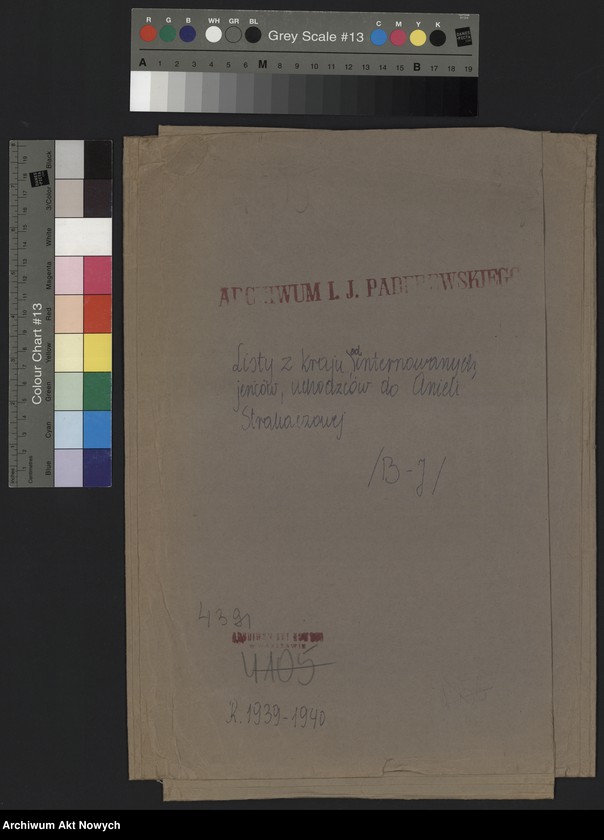 R G B WH GR BL Grey Scale #13 C M Y K
A 1 2 3 4 5 6 M 8 9 10 11 12 13 14 15 B 17 18 19
Colour Chart #13
Blue Cyan Green Yellow Red Magenta White 3/Color Black
ARCHIWUM I. J. PADEREWSKIEGO
Listy z kraju, od internowanych,
jeńców, uchodźców do Anieli
Strakaczowej
/B-J/
4391
4105
R. 1939-1940
Archiwum Akt Nowych